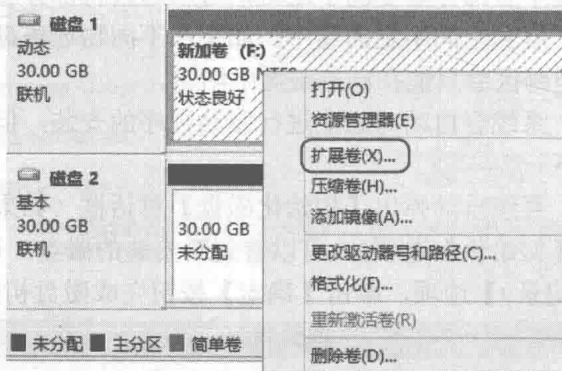 磁盘 1
动态
30.00 GB
联机
新加卷 (F:)
30.00 GB NTFS
状态良好
磁盘 2
基本
30.00 GB
联机
30.00 GB
未分配
未分配 主分区 简单卷
打开(O)
资源管理器(E)
扩展卷(X)...
压缩卷(H)...
添加镜像(A)...
更改驱动器号和路径(C)...
格式化(F)...
重新激活卷(R)
删除卷(D)...